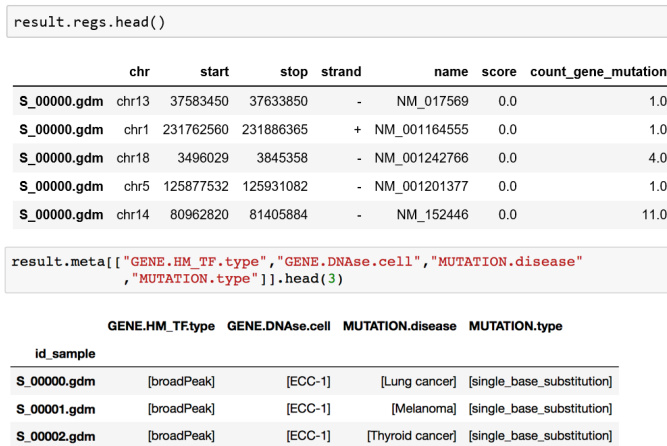 result.regs.head()
chr start stop strand name score count_gene_mutation
S_00000.gdm chr13 37583450 37633850 - NM_017569 0.0 1.0
S_00000.gdm chr1 231762560 231886365 + NM_001164555 0.0 1.0
S_00000.gdm chr18 3496029 3845358 - NM_001242766 0.0 4.0
S_00000.gdm chr5 125877532 125931082 - NM_001201377 0.0 1.0
S_00000.gdm chr14 80962820 81405884 - NM_152446 0.0 11.0
result.meta[["GENE.HM_TF.type","GENE.DNAse.cell","MUTATION.disease"
,"MUTATION.type"]].head(3)
GENE.HM_TF.type GENE.DNAse.cell MUTATION.disease MUTATION.type
id_sample
S_00000.gdm [broadPeak] [ECC-1] [Lung cancer] [single_base_substitution]
S_00001.gdm [broadPeak] [ECC-1] [Melanoma] [single_base_substitution]
S_00002.gdm [broadPeak] [ECC-1] [Thyroid cancer] [single_base_substitution]